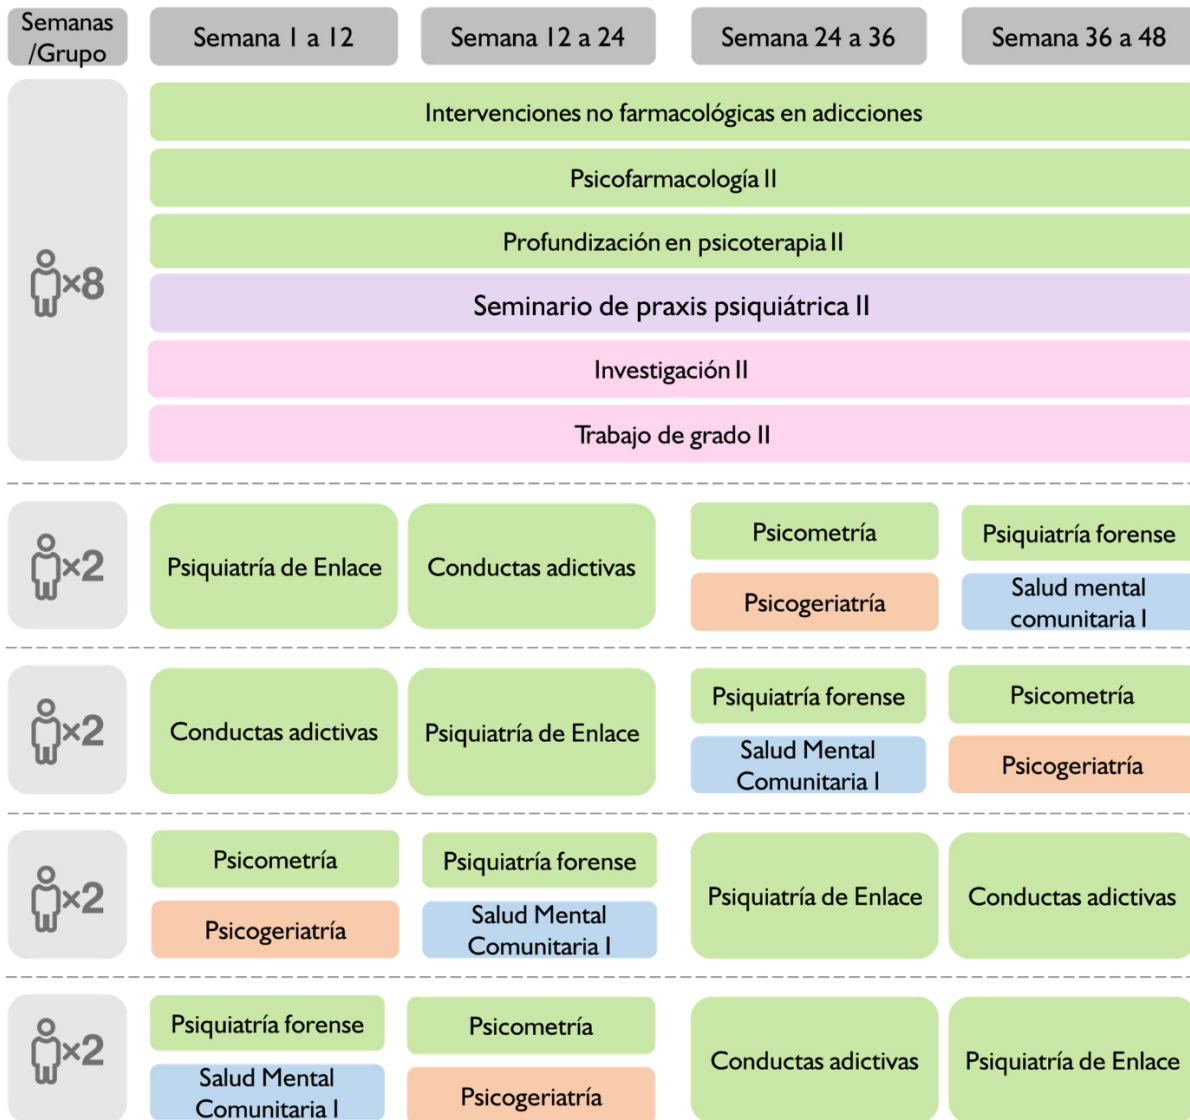 Semanas
/Grupo
Semana 1 a 12
Semana 12 a 24
Semana 24 a 36
Semana 36 a 48
×8
Intervenciones no farmacológicas en adicciones
Psicofarmacología II
Profundización en psicoterapia II
Seminario de praxis psiquiátrica II
Investigación II
Trabajo de grado II
×2
Psiquiatría de Enlace
Conductas adictivas
Psicometría
Psicogeriatría
Psiquiatría forense
Salud mental
comunitaria I
×2
Conductas adictivas
Psiquiatría de Enlace
Psiquiatría forense
Salud Mental
Comunitaria I
Psicometría
Psicogeriatría
×2
Psicometría
Psicogeriatría
Psiquiatría forense
Salud Mental
Comunitaria I
Psiquiatría de Enlace
Conductas adictivas
×2
Psiquiatría forense
Salud Mental
Comunitaria I
Psicometría
Psicogeriatría
Conductas adictivas
Psiquiatría de Enlace